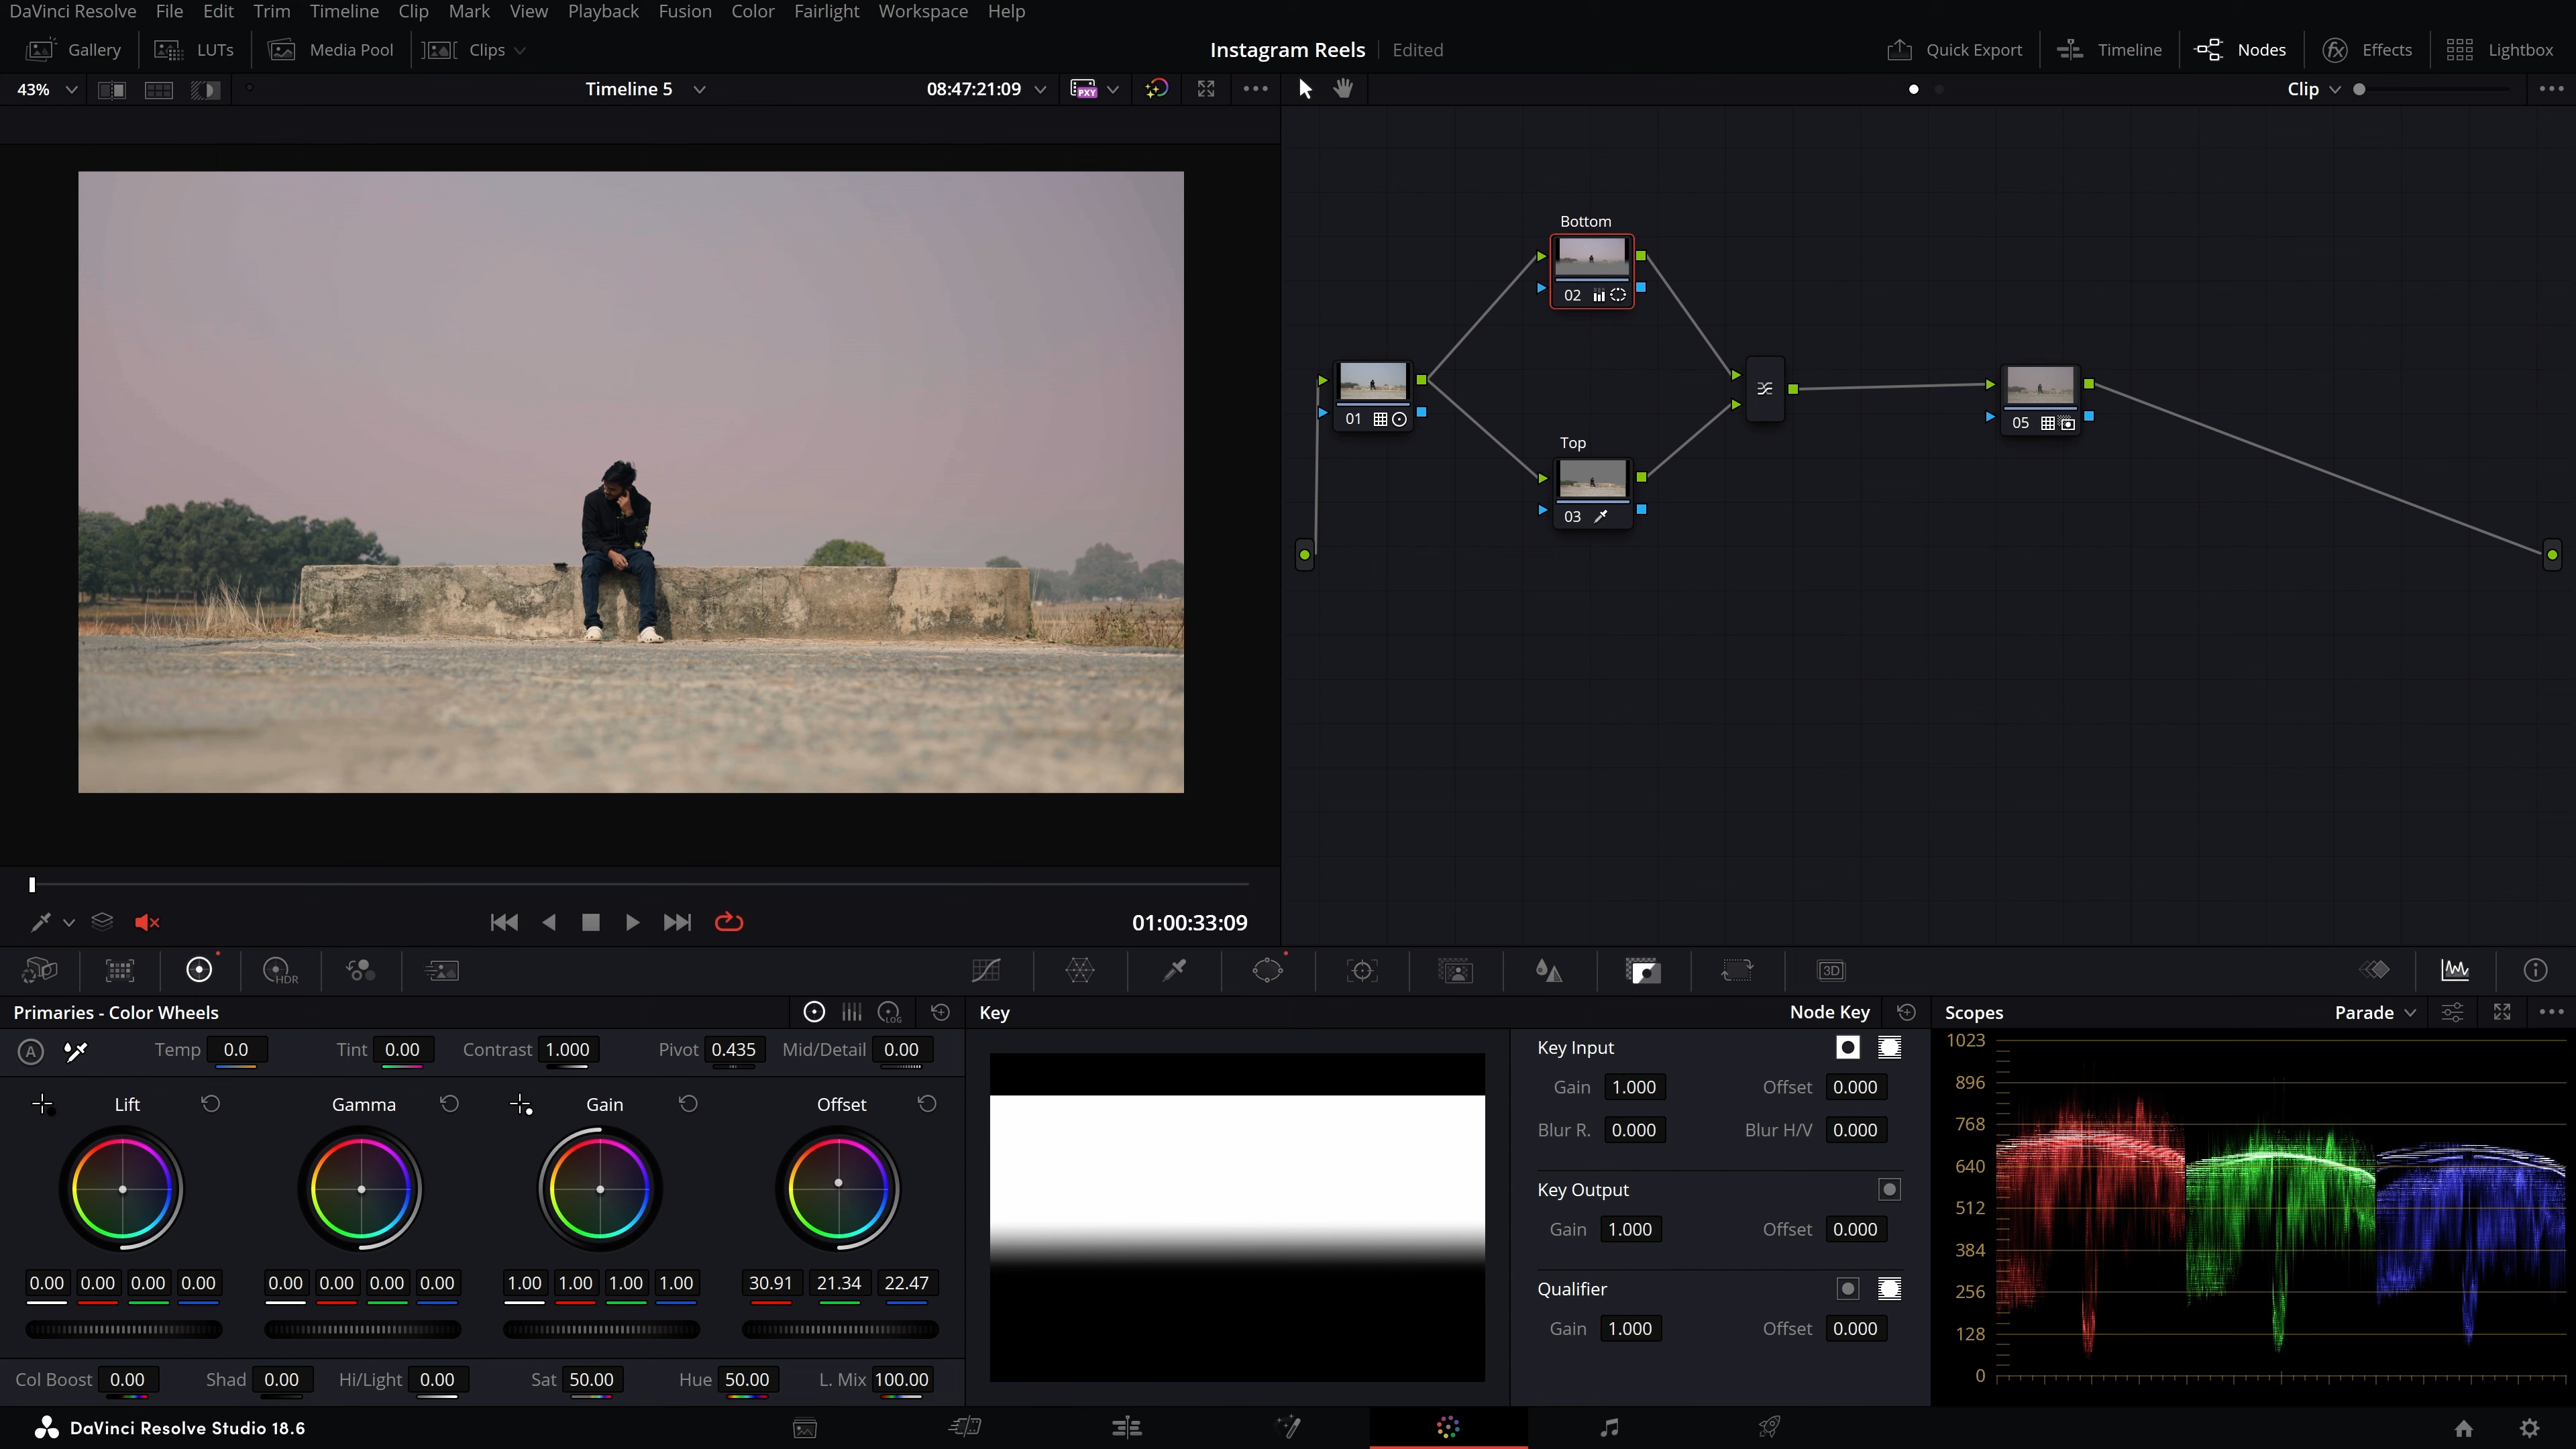 DaVinci Resolve File Edit Trim Timeline Clip Mark View Playback Fusion Color Fairlight Workspace Help
Gallery LUTs Media Pool Clips Instagram Reels Edited Quick Export Timeline Nodes Effects Lightbox
43% Timeline 5 08:47:21:09 PXY Clip
Bottom
02
01
05
Top
03
01:00:33:09
HDR 3D
Primaries - Color Wheels LOG Key Node Key Scopes Parade
A Temp 0.0 Tint 0.00 Contrast 1.000 Pivot 0.435 Mid/Detail 0.00
Lift Gamma Gain Offset
0.00 0.00 0.00 0.00 0.00 0.00 0.00 0.00 1.00 1.00 1.00 1.00 30.91 21.34 22.47
Col Boost 0.00 Shad 0.00 Hi/Light 0.00 Sat 50.00 Hue 50.00 L. Mix 100.00
Key Input
Gain 1.000 Offset 0.000
Blur R. 0.000 Blur H/V 0.000
Key Output
Gain 1.000 Offset 0.000
Qualifier
Gain 1.000 Offset 0.000
1023
896
768
640
512
384
256
128
0
DaVinci Resolve Studio 18.6